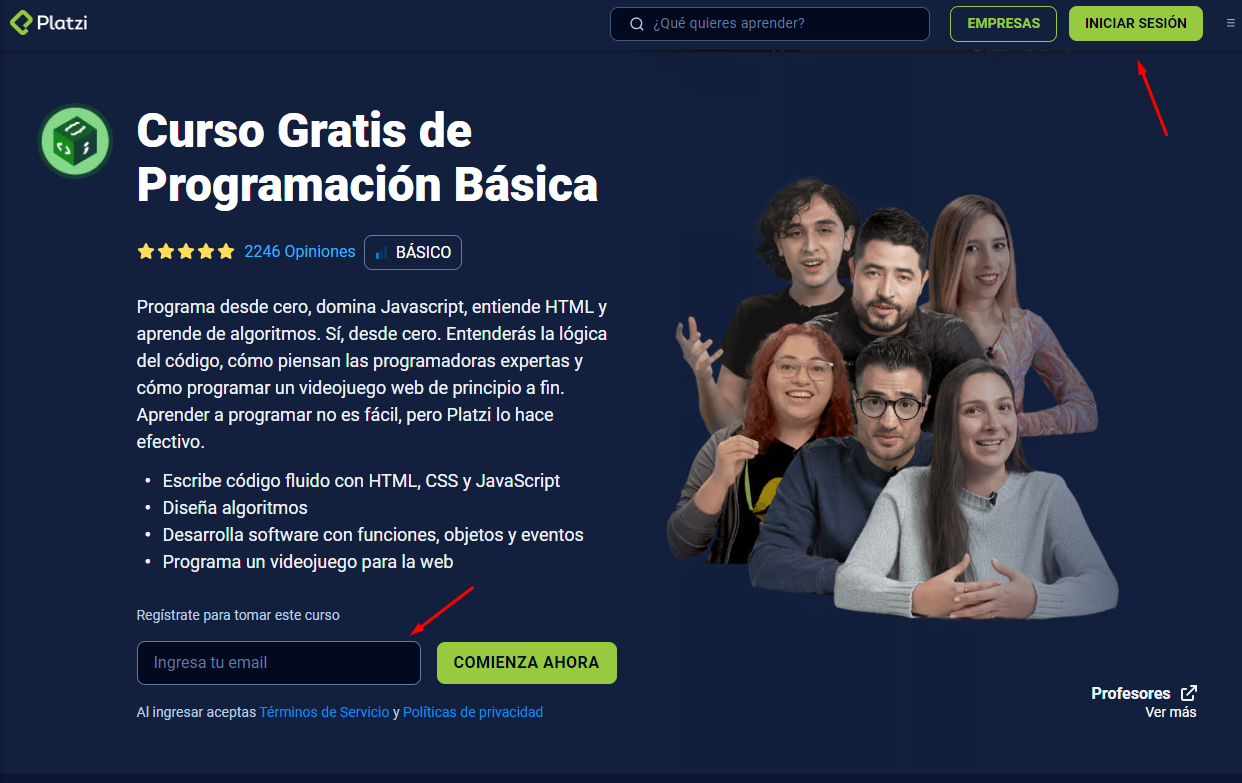 Platzi
¿Qué quieres aprender?
EMPRESAS
INICIAR SESIÓN
Curso Gratis de
Programación Básica
2246 Opiniones
BÁSICO
Programa desde cero, domina Javascript, entiende HTML y
aprende de algoritmos. Sí, desde cero. Entenderás la lógica
del código, cómo piensan las programadoras expertas y
cómo programar un videojuego web de principio a fin.
Aprender a programar no es fácil, pero Platzi lo hace
efectivo.
• Escribe código fluido con HTML, CSS y JavaScript
• Diseña algoritmos
• Desarrolla software con funciones, objetos y eventos
• Programa un videojuego para la web
Regístrate para tomar este curso
Ingresa tu email
COMIENZA AHORA
Al ingresar aceptas Términos de Servicio y Políticas de privacidad
Profesores
Ver más